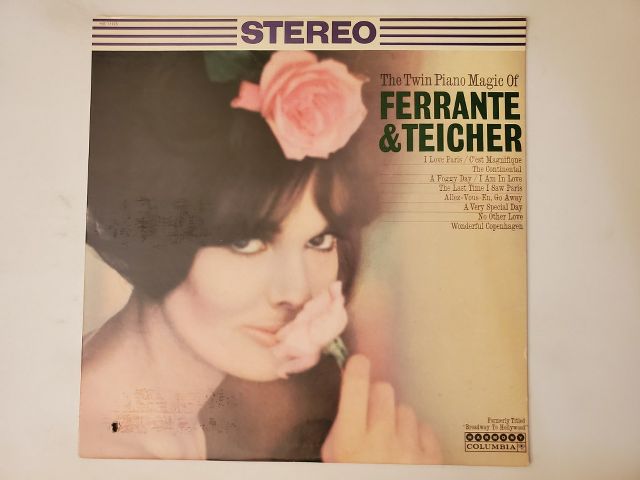 STEREO
The Twin Piano Magic Of
FERRANTE
& TEICHER
I Love Paris / C'est Magnifique
The Continental
A Foggy Day / I Am In Love
The Last Time I Saw Paris
Allez-Vous-En, Go Away
A Very Special Day
No Other Love
Wonderful Copenhagen
Formerly Titled
"Broadway To Hollywood"
HARMONY
COLUMBIA